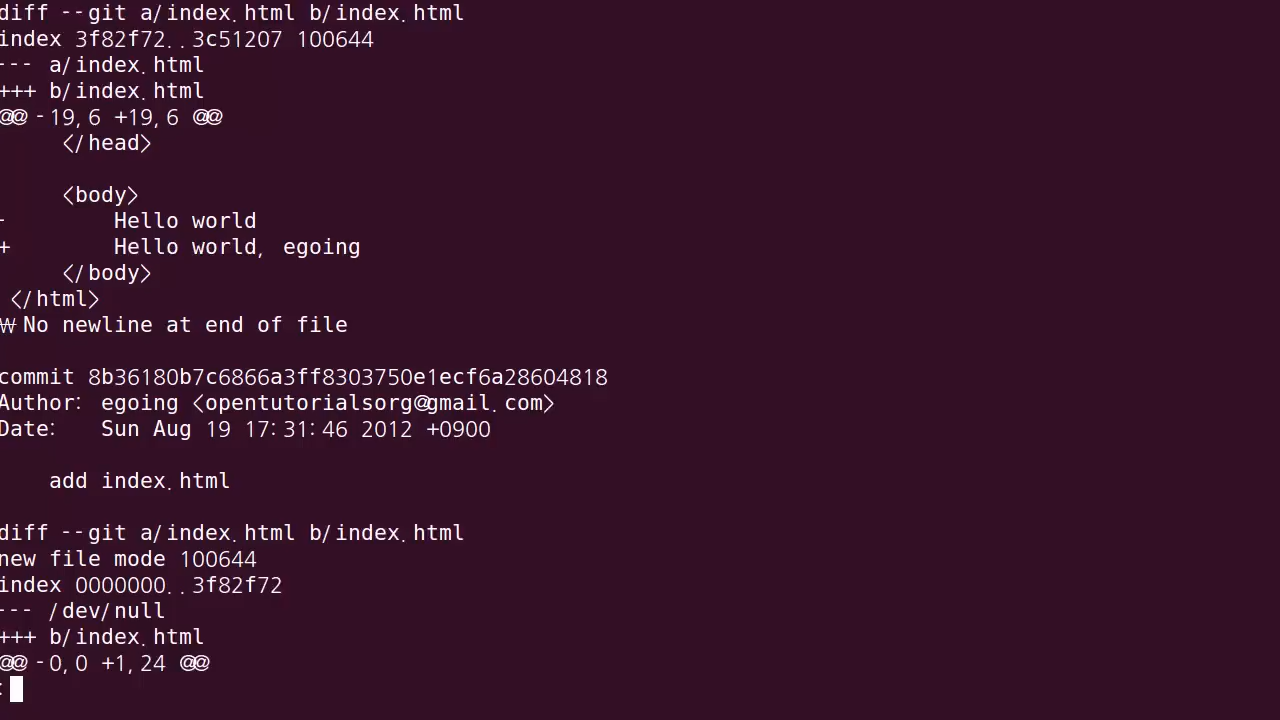 diff --git a/index.html b/index.html
index 3f82f72..3c51207 100644
--- a/index.html
+++ b/index.html
@@ -19,6 +19,6 @@
     </head>

     <body>
-        Hello world
+        Hello world, egoing
     </body>
 </html>
₩ No newline at end of file

commit 8b36180b7c6866a3ff8303750e1ecf6a28604818
Author: egoing <opentutorialsorg@gmail.com>
Date:   Sun Aug 19 17:31:46 2012 +0900

    add index.html

diff --git a/index.html b/index.html
new file mode 100644
index 0000000..3f82f72
--- /dev/null
+++ b/index.html
@@ -0,0 +1,24 @@
: